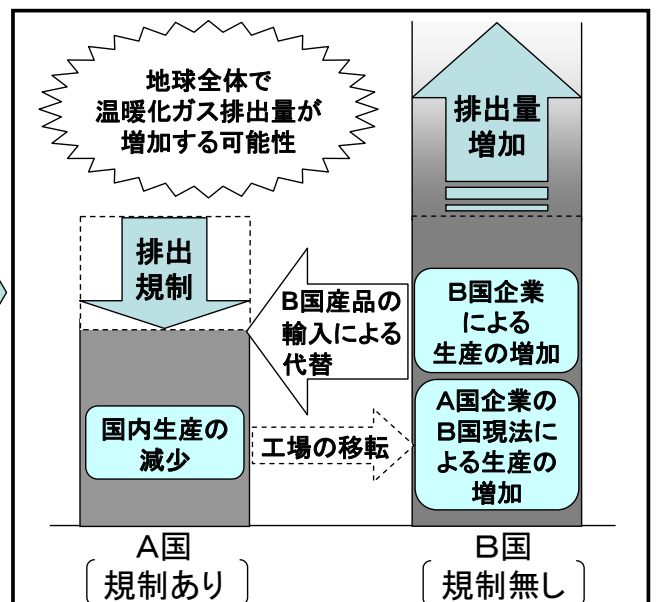 地球全体で
温暖化ガス排出量が
増加する可能性
排出量
増加
排出
規制
B国産品の
輸入による
代替
B国企業
による
生産の増加
国内生産の
減少
工場の移転
A国企業の
B国現法に
よる生産の
増加
A国
規制あり
B国
規制無し